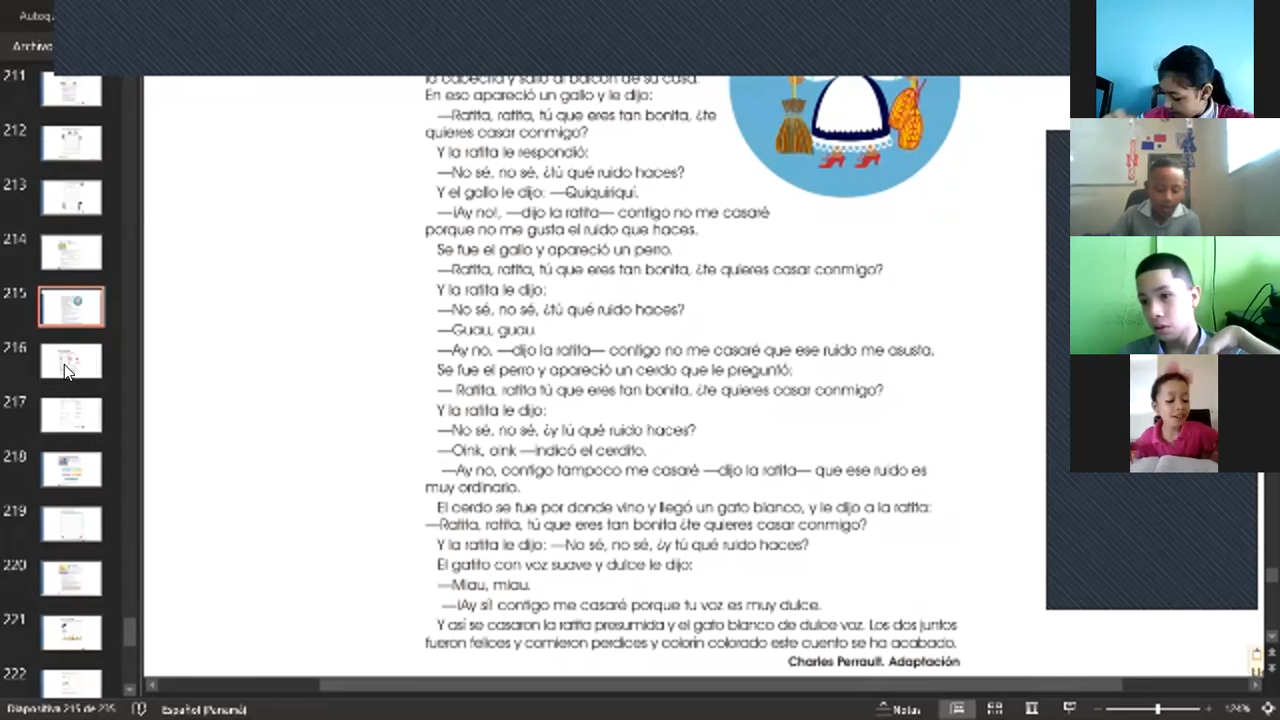 Archivo
211
212
213
214
215
216
217
218
219
220
221
222
la cabecita y salió al balcón de su casa.
En eso apareció un gallo y le dijo:
—Ratita, ratita, tú que eres tan bonita, ¿te
quieres casar conmigo?
Y la ratita le respondió:
—No sé, no sé, ¿tú qué ruido haces?
Y el gallo le dijo: —Quiquiriquí.
—¡Ay no!, —dijo la ratita— contigo no me casaré
porque no me gusta el ruido que haces.
Se fue el gallo y apareció un perro.
—Ratita, ratita, tú que eres tan bonita, ¿te quieres casar conmigo?
Y la ratita le dijo:
—No sé, no sé, ¿tú qué ruido haces?
—Guau, guau.
—Ay no, —dijo la ratita— contigo no me casaré que ese ruido me asusta.
Se fue el perro y apareció un cerdo que le preguntó:
— Ratita, ratita tú que eres tan bonita, ¿te quieres casar conmigo?
Y la ratita le dijo:
—No sé, no sé, ¿y tú qué ruido haces?
—Oink, oink —indicó el cerdito.
—Ay no, contigo tampoco me casaré —dijo la ratita— que ese ruido es
muy ordinario.
El cerdo se fue por donde vino y llegó un gato blanco, y le dijo a la ratita:
—Ratita, ratita, tú que eres tan bonita ¿te quieres casar conmigo?
Y la ratita le dijo: —No sé, no sé, ¿y tú qué ruido haces?
El gatito con voz suave y dulce le dijo:
—Miau, miau.
—¡Ay sí! contigo me casaré porque tu voz es muy dulce.
Y así se casaron la ratita presumida y el gato blanco de dulce voz. Los dos juntos
fueron felices y comieron perdices y colorín colorado este cuento se ha acabado.
Charles Perrault. Adaptación
Diapositiva 215 de 235 Español (Panamá) Notas 124%